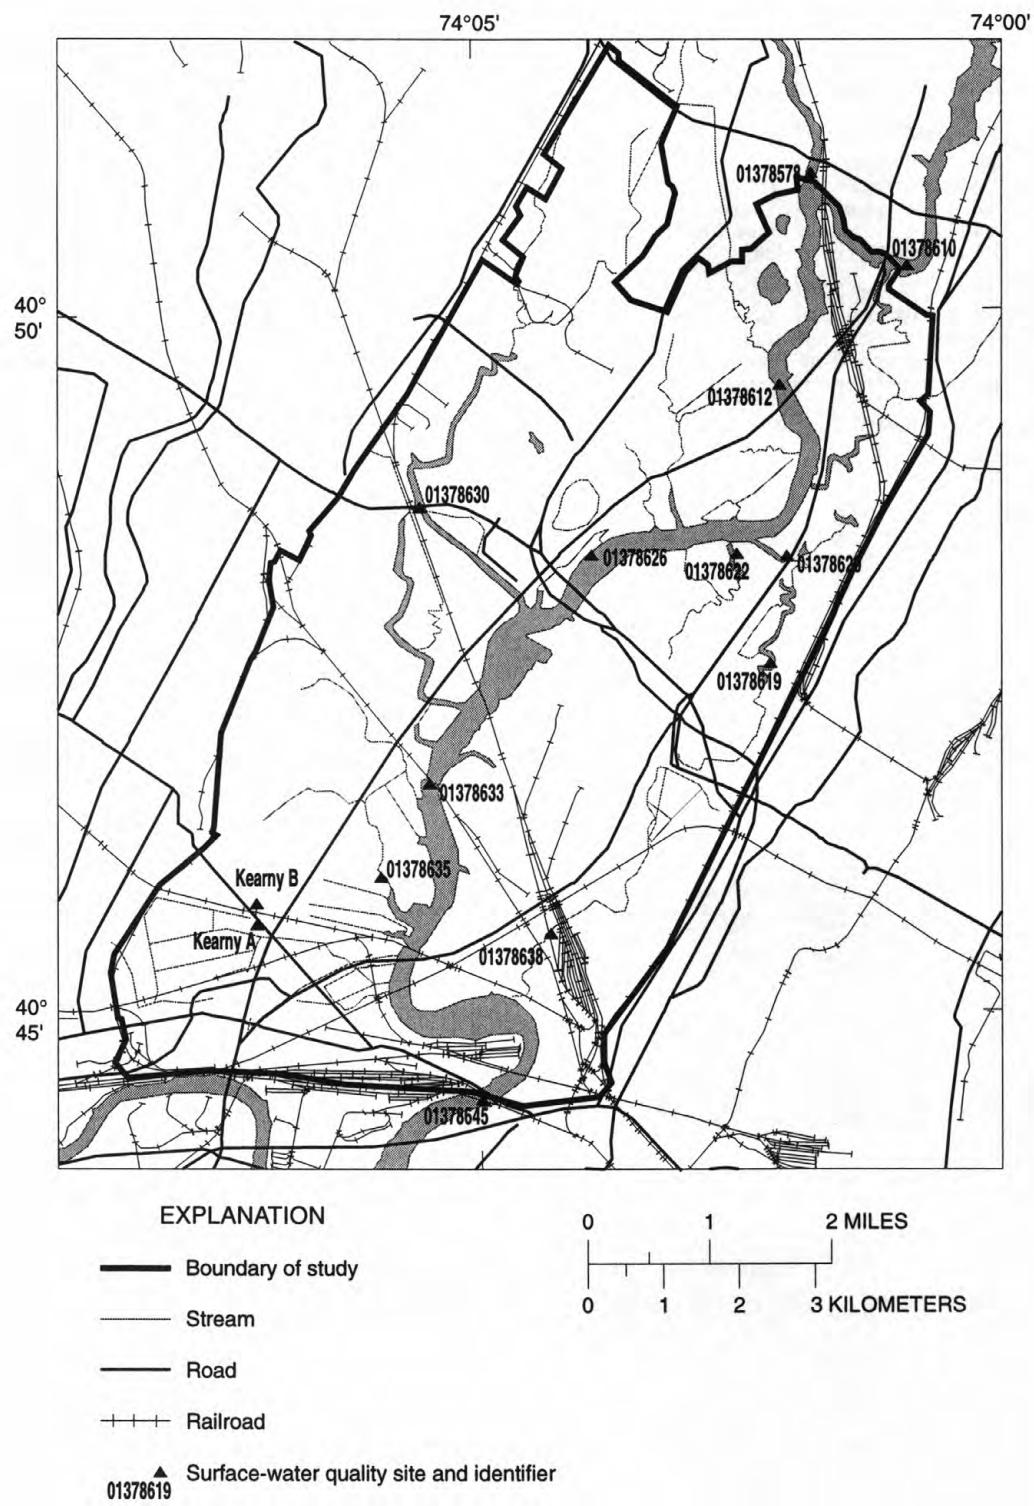 74°05'
74°00'
01378578
01378610
40°
50'
01378612
01378630
01378626
01378622
01378620
01378619
01378633
01378635
Kearny B
Kearny A
01378638
40°
45'
01378645
EXPLANATION
Boundary of study
Stream
Road
Railroad
Surface-water quality site and identifier
01378619
0 1 2 MILES
0 1 2 3 KILOMETERS